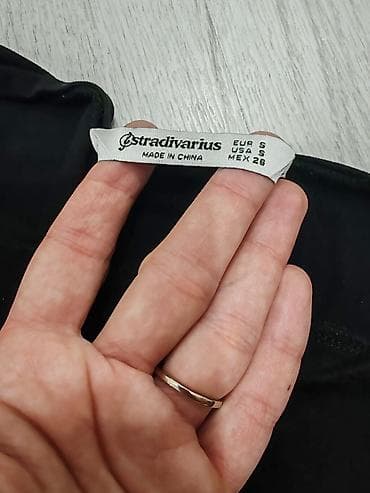 stradivarius
MADE IN CHINA
EUR S
USA S
MEX 26